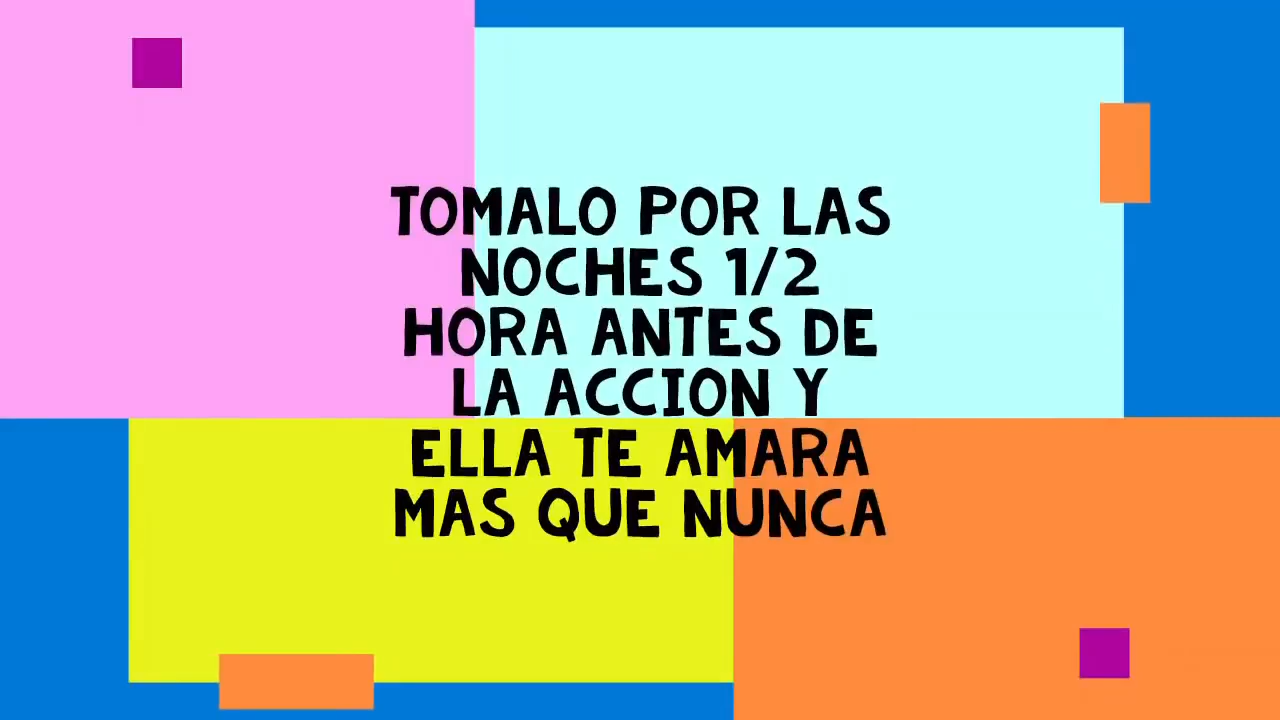 TOMALO POR LAS
NOCHES 1/2
HORA ANTES DE
LA ACCION Y
ELLA TE AMARA
MAS QUE NUNCA